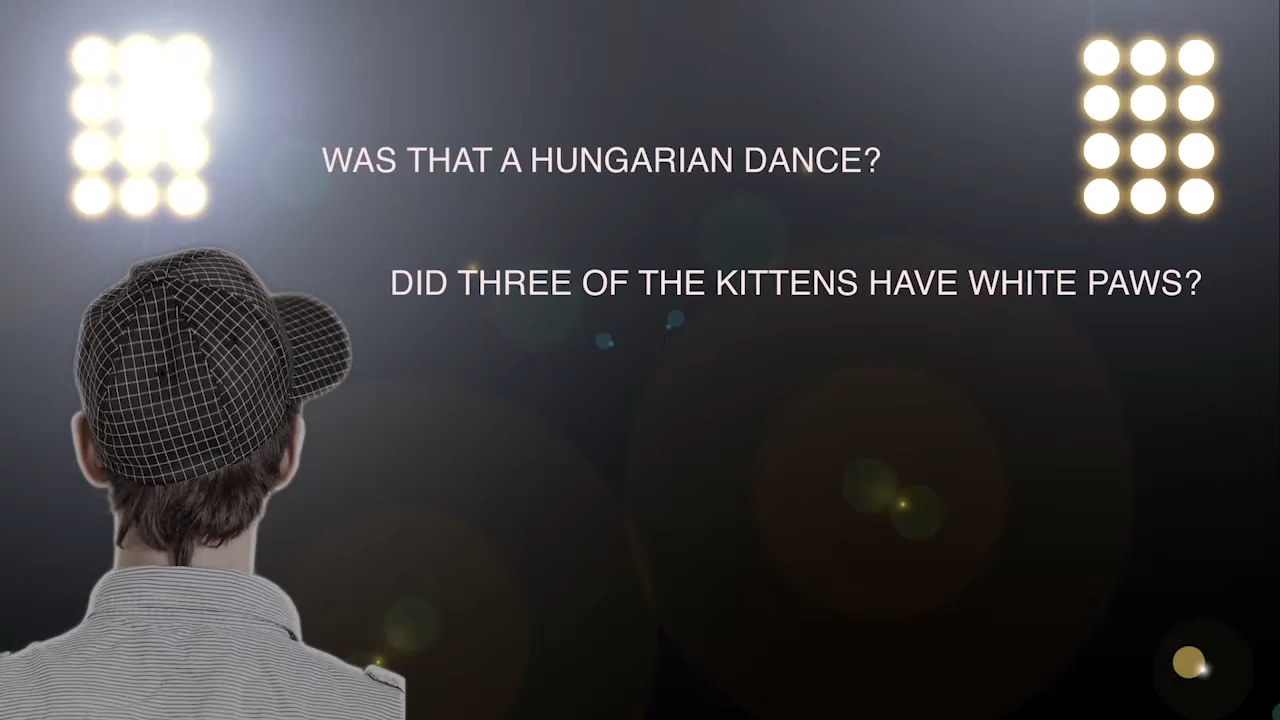 WAS THAT A HUNGARIAN DANCE?
DID THREE OF THE KITTENS HAVE WHITE PAWS?